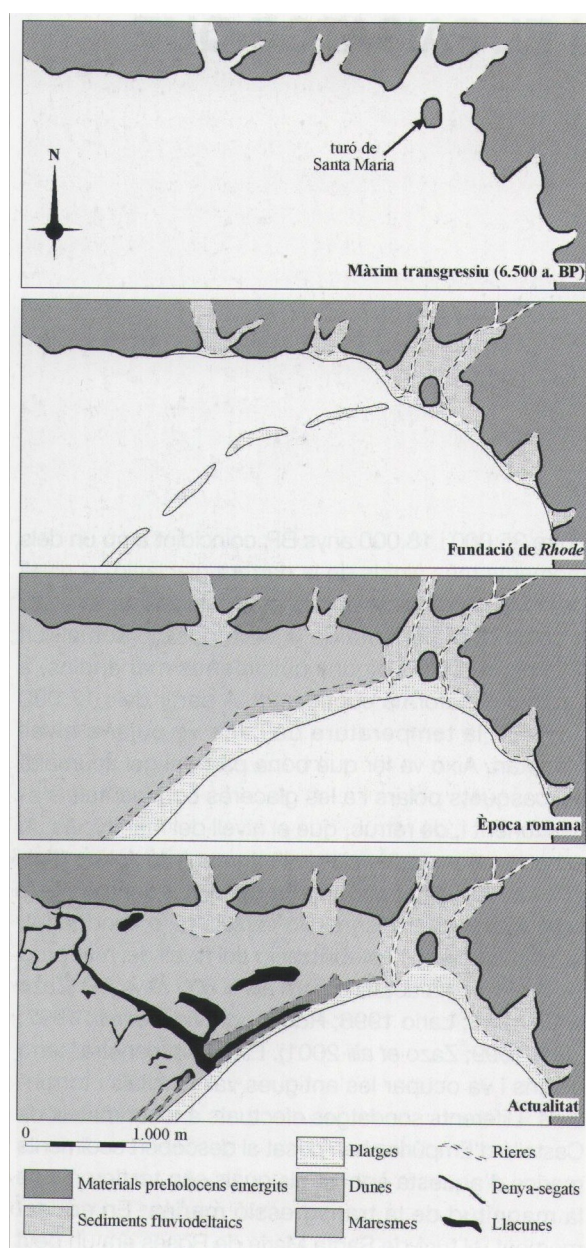 N
turó de
Santa Maria
Màxim transgressiu (6.500 a. BP)
Fundació de Rhode
Època romana
Actualitat
0 1.000 m
Materials preholocens emergits
Sediments fluviodeltaics
Platges
Dunes
Maresmes
Rieres
Penya-segats
Llacunes